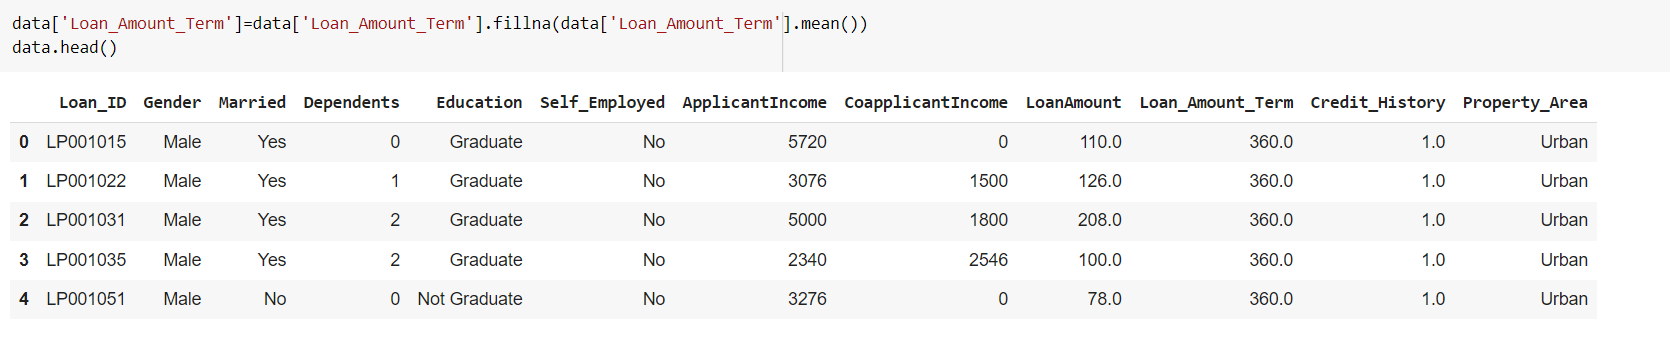 data['Loan_Amount_Term']=data['Loan_Amount_Term'].fillna(data['Loan_Amount_Term'].mean())
data.head()
Loan_ID Gender Married Dependents Education Self_Employed ApplicantIncome CoapplicantIncome LoanAmount Loan_Amount_Term Credit_History Property_Area
0 LP001015 Male Yes 0 Graduate No 5720 0 110.0 360.0 1.0 Urban
1 LP001022 Male Yes 1 Graduate No 3076 1500 126.0 360.0 1.0 Urban
2 LP001031 Male Yes 2 Graduate No 5000 1800 208.0 360.0 1.0 Urban
3 LP001035 Male Yes 2 Graduate No 2340 2546 100.0 360.0 1.0 Urban
4 LP001051 Male No 0 Not Graduate No 3276 0 78.0 360.0 1.0 Urban